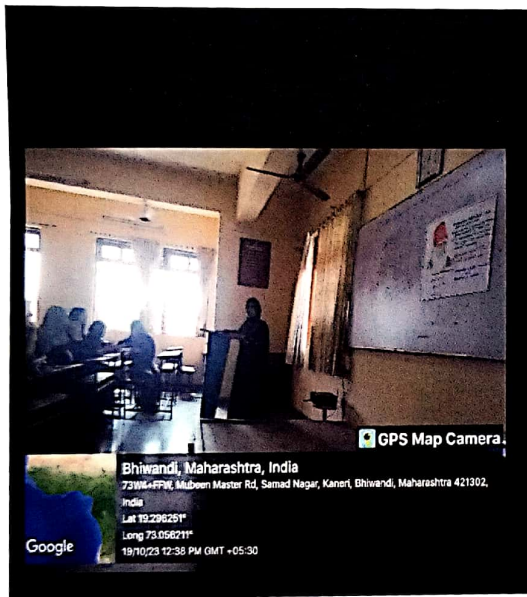 GPS Map Camera
Bhiwandi, Maharashtra, India
73W4+FFW, Mubeen Master Rd, Samad Nagar, Kaneri, Bhiwandi, Maharashtra 421302,
India
Lat 19.296251°
Long 73.056211°
19/10/23 12:38 PM GMT +05:30
Google